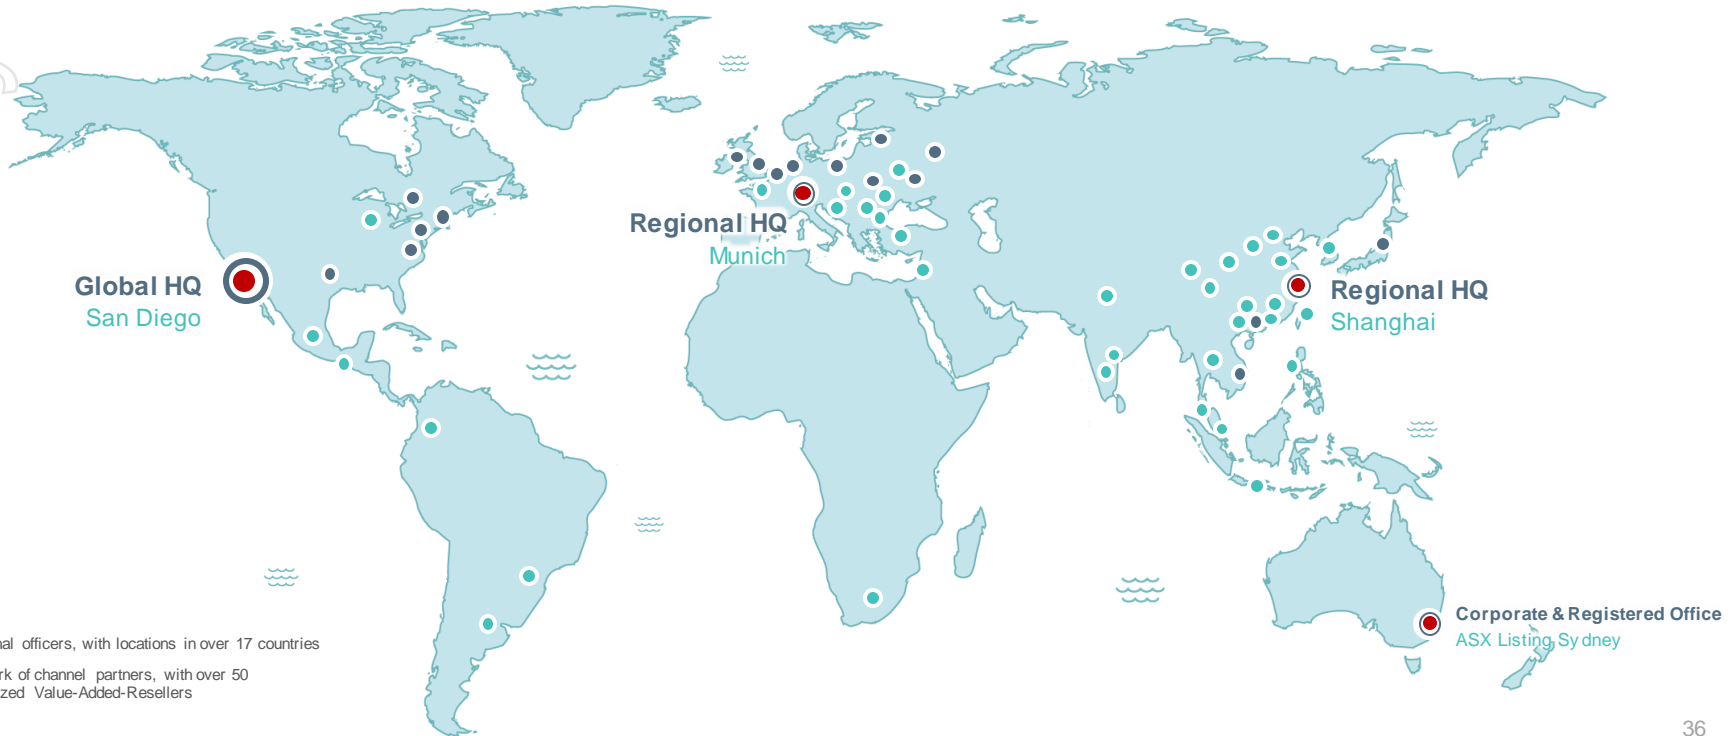 Regional HQ
Munich
Global HQ
San Diego
Regional HQ
Shanghai
Corporate & Registered Office
ASX Listing Sydney
officers, with locations in over 17 countries
of channel partners, with over 50
Value-Added-Resellers
36